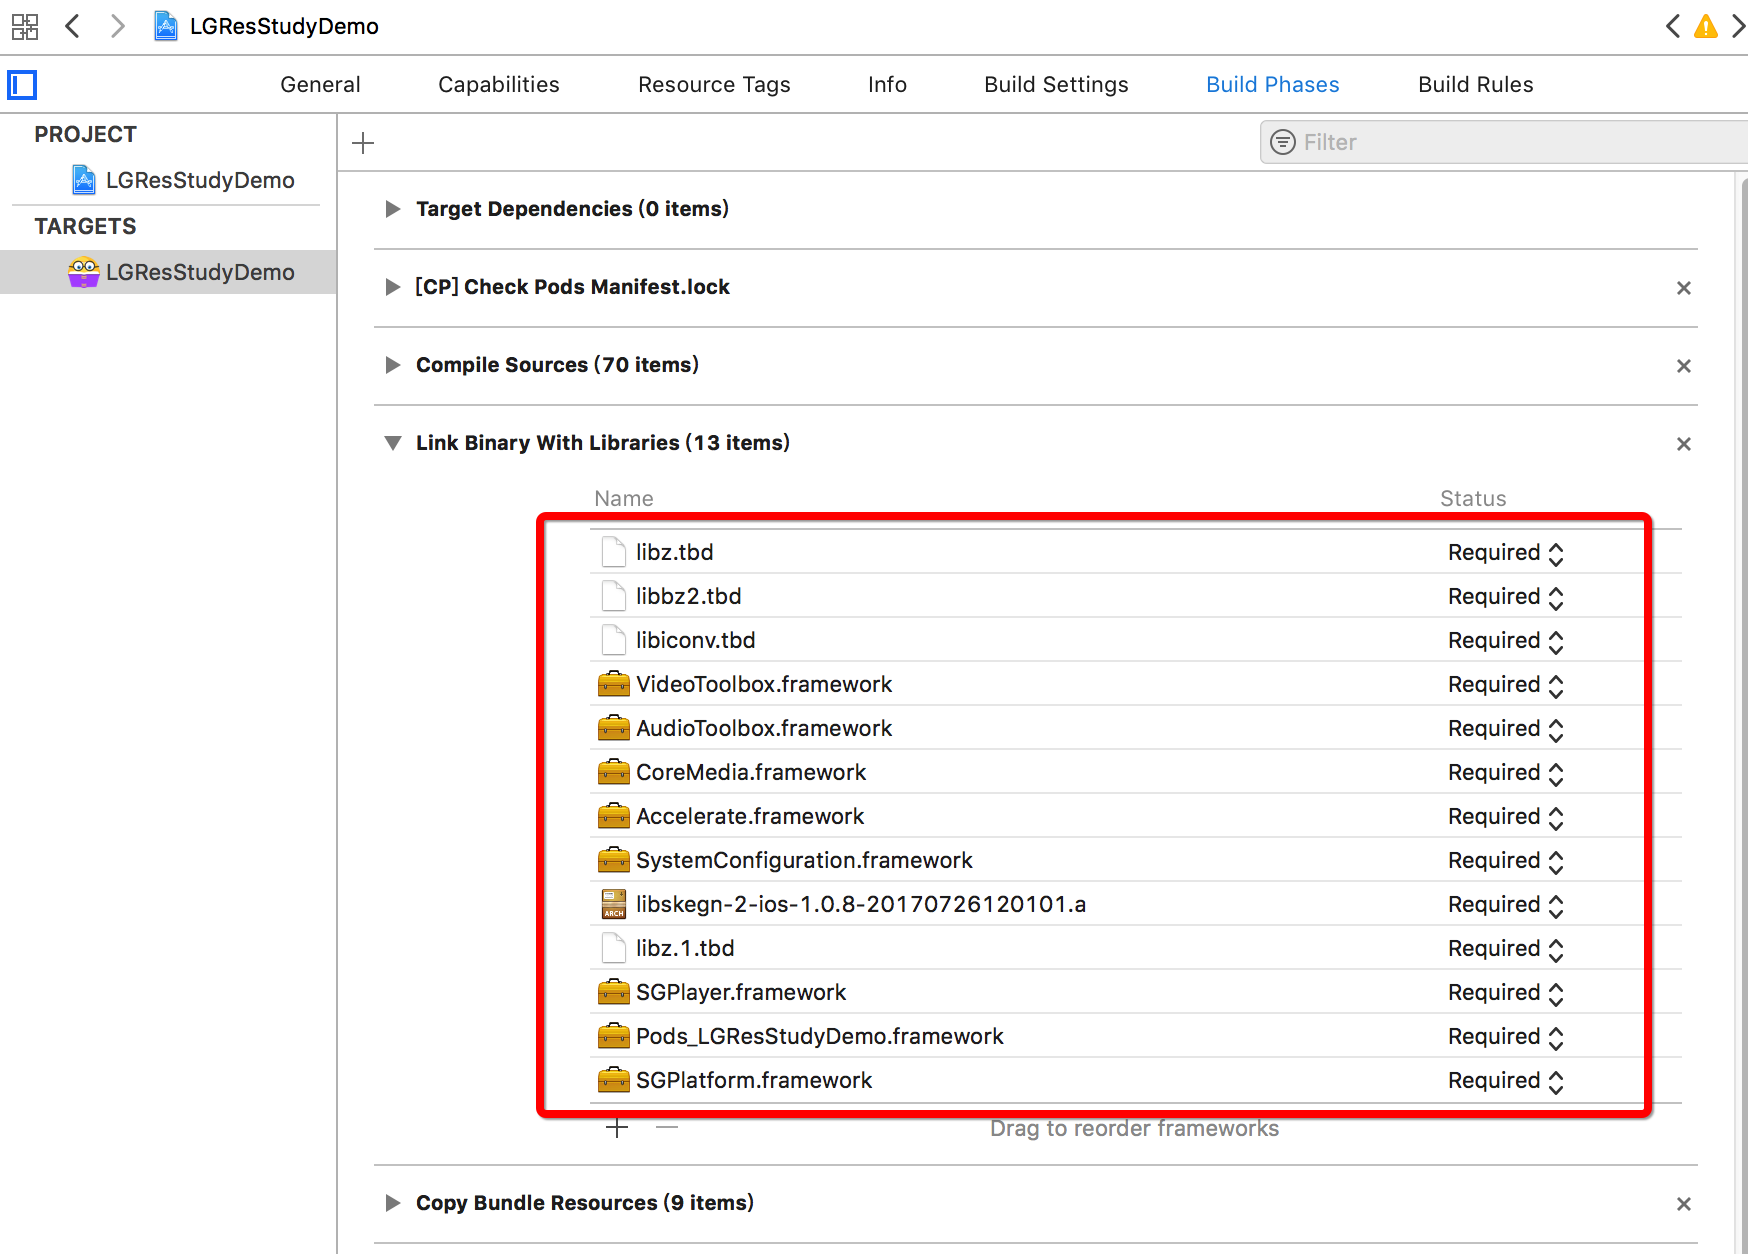 LGResStudyDemo
General Capabilities Resource Tags Info Build Settings Build Phases Build Rules
PROJECT
LGResStudyDemo
TARGETS
LGResStudyDemo
Filter
Target Dependencies (0 items)
[CP] Check Pods Manifest.lock
Compile Sources (70 items)
Link Binary With Libraries (13 items)
Name Status
libz.tbd Required
libbz2.tbd Required
libiconv.tbd Required
VideoToolbox.framework Required
AudioToolbox.framework Required
CoreMedia.framework Required
Accelerate.framework Required
SystemConfiguration.framework Required
ARCH libskegn-2-ios-1.0.8-20170726120101.a Required
libz.1.tbd Required
SGPlayer.framework Required
Pods_LGResStudyDemo.framework Required
SGPlatform.framework Required
Drag to reorder frameworks
Copy Bundle Resources (9 items)